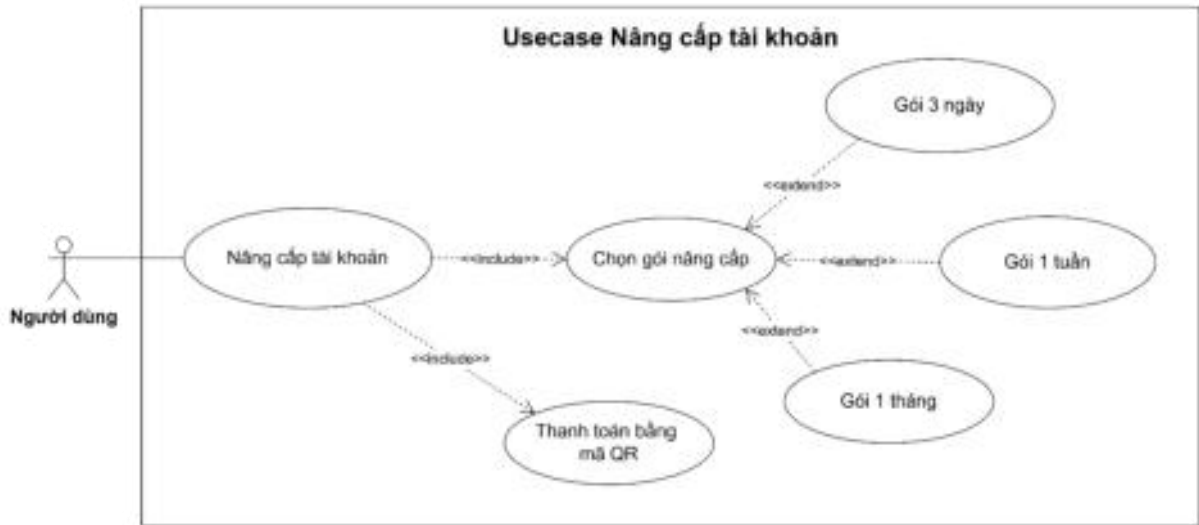 Usecase Nâng cấp tài khoản
Gói 3 ngày
<<extend>>
Nâng cấp tài khoản
<<include>>
Chọn gói nâng cấp
<<extend>>
Gói 1 tuần
Người dùng
<<extend>>
<<include>>
Gói 1 tháng
Thanh toán bằng
mã QR